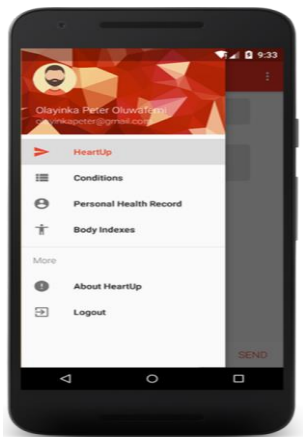 9:33
Olayinka Peter Oluwafemi
olayinkapeter@gmail.com
HeartUp
Conditions
Personal Health Record
Body Indexes
More
About HeartUp
Logout
SEND